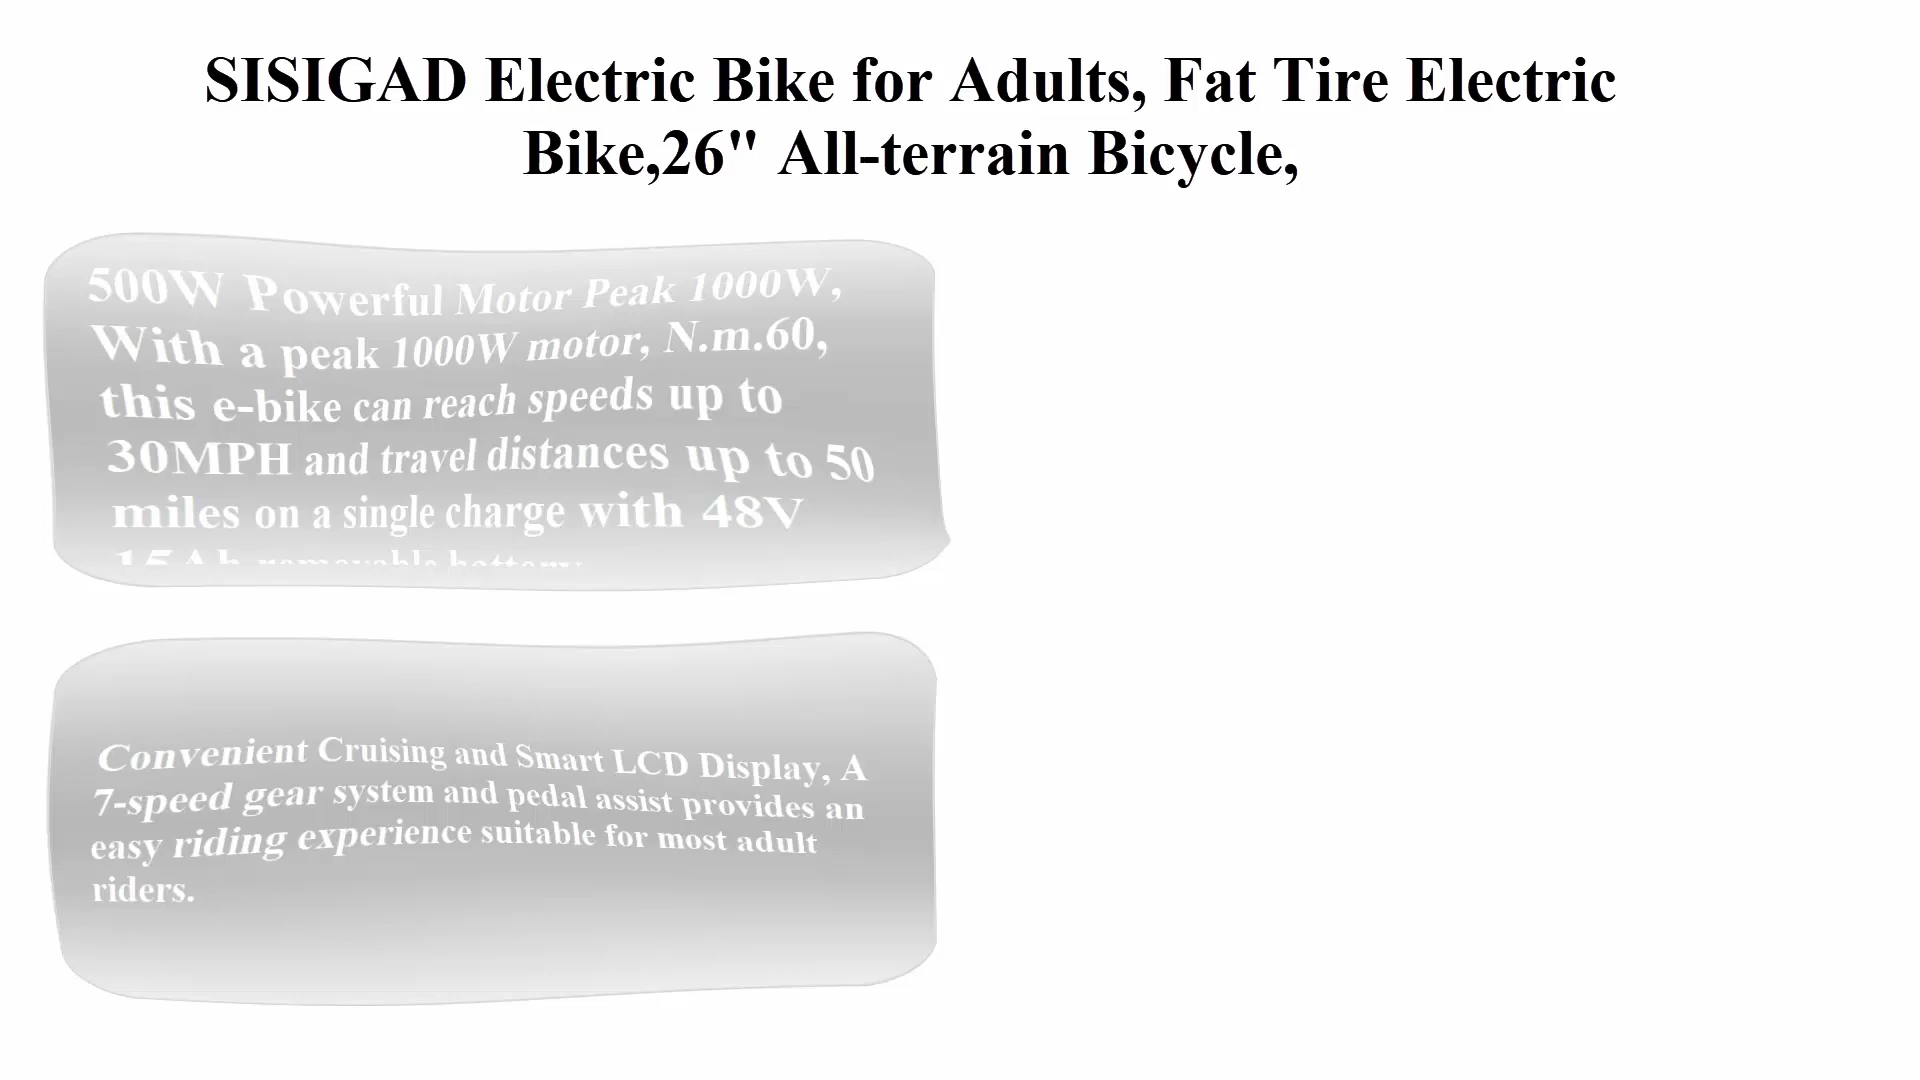 SISIGAD Electric Bike for Adults, Fat Tire Electric
Bike,26" All-terrain Bicycle,
500W Powerful Motor Peak 1000W,
With a peak 1000W motor, N.m.60,
this e-bike can reach speeds up to
30MPH and travel distances up to 50
miles on a single charge with 48V
15Ah removable battery
Convenient Cruising and Smart LCD Display, A
7-speed gear system and pedal assist provides an
easy riding experience suitable for most adult
riders.